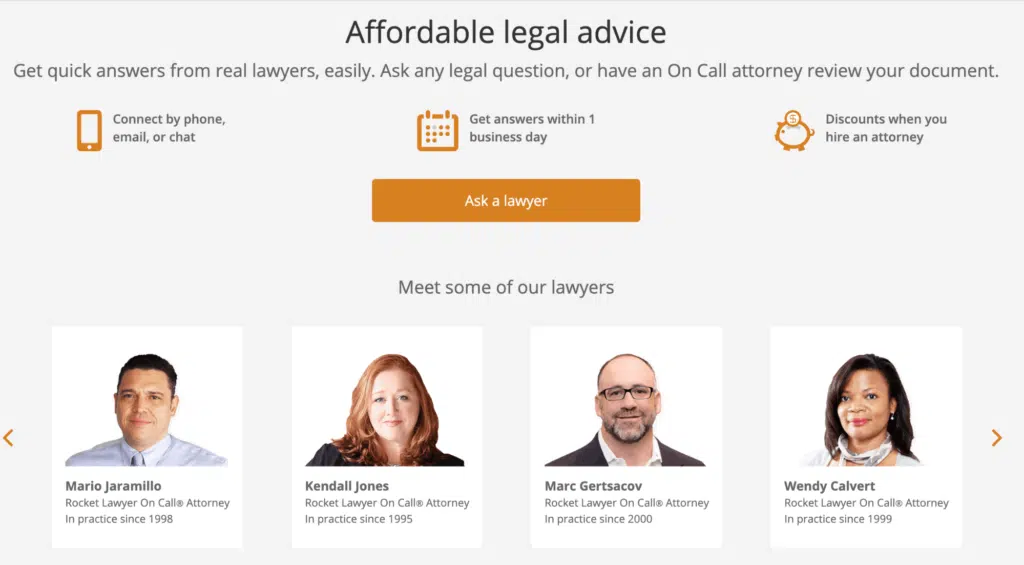 Affordable legal advice
Get quick answers from real lawyers, easily. Ask any legal question, or have an On Call attorney review your document.
Connect by phone,
email, or chat
Get answers within 1
business day
Discounts when you
hire an attorney
Ask a lawyer
Meet some of our lawyers
Mario Jaramillo
Rocket Lawyer On Call® Attorney
In practice since 1998
Kendall Jones
Rocket Lawyer On Call® Attorney
In practice since 1995
Marc Gertsacov
Rocket Lawyer On Call® Attorney
In practice since 2000
Wendy Calvert
Rocket Lawyer On Call® Attorney
In practice since 1999